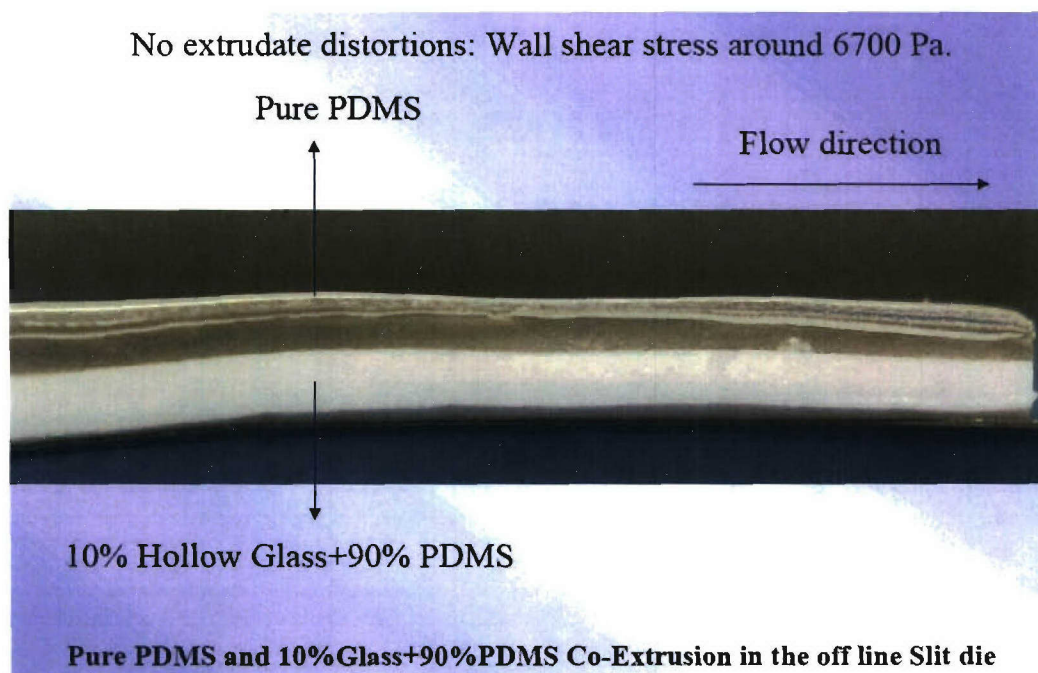 No extrudate distortions: Wall shear stress around 6700 Pa.
Pure PDMS
Flow direction
10% Hollow Glass+90% PDMS
Pure PDMS and 10%Glass+90%PDMS Co-Extrusion in the off line Slit die